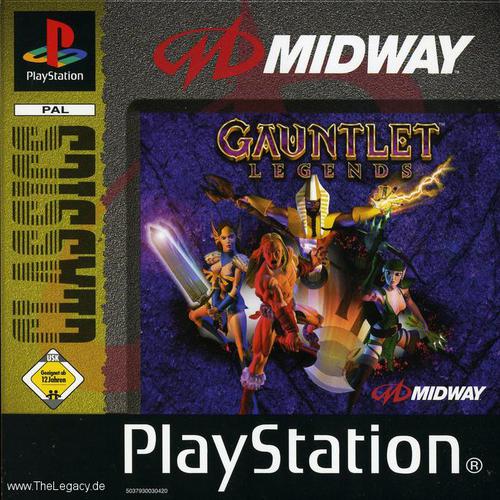 PlayStation
MIDWAY
PAL
CLASSICS
GAUNTLET
LEGENDS
USK
Geeignet ab
12 Jahren
MIDWAY
PlayStation®
www.TheLegacy.de
5037930030420